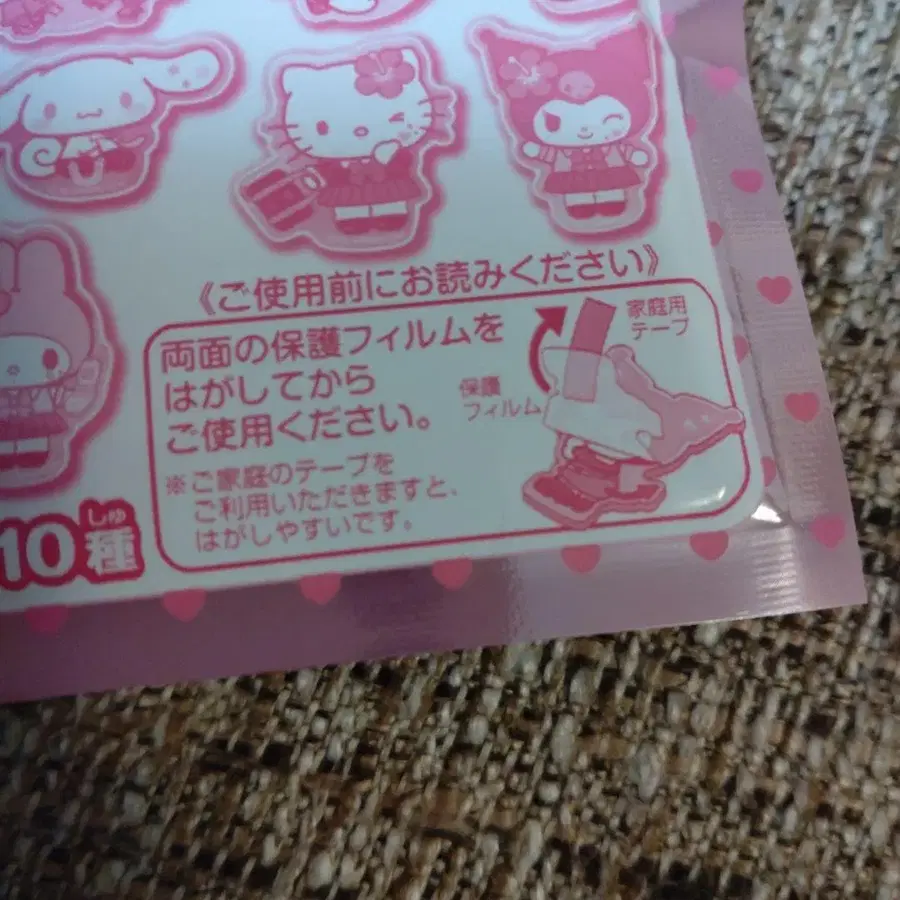 《ご使用前にお読みください》
両面の保護フィルムを
はがしてから
ご使用ください。
※ご家庭のテープを
ご利用いただきますと、
はがしやすいです。
家庭用
テープ
保護
フィルム
しゅ
10種